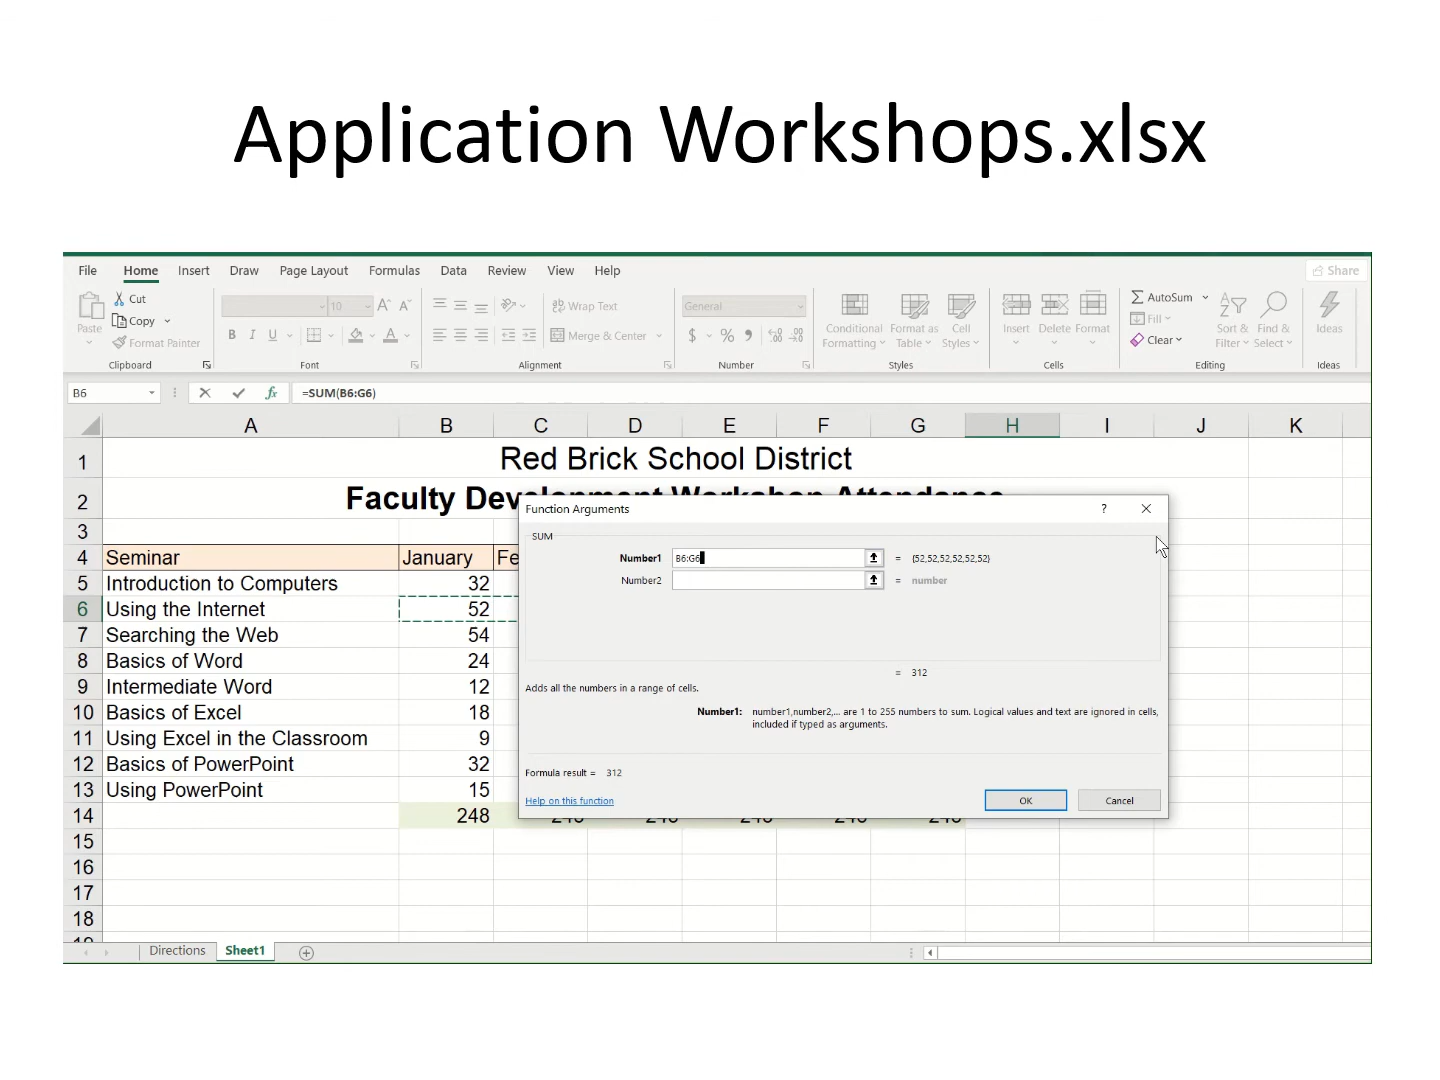 Application Workshops.xlsx
File Home Insert Draw Page Layout Formulas Data Review View Help Share
Paste Cut Copy Format Painter Clipboard
10 A A B I U A Font
Wrap Text Merge & Center Alignment
General $ % Number
Conditional Formatting Format as Table Cell Styles Styles
Insert Delete Format Cells
AutoSum Fill Clear Sort & Filter Find & Select Editing
Ideas Ideas
B6 fx =SUM(B6:G6)
A B C D E F G H I J K
1 Red Brick School District
2 Faculty Development Workshop Attendance
3
4 Seminar January Fe
5 Introduction to Computers 32
6 Using the Internet 52
7 Searching the Web 54
8 Basics of Word 24
9 Intermediate Word 12
10 Basics of Excel 18
11 Using Excel in the Classroom 9
12 Basics of PowerPoint 32
13 Using PowerPoint 15
14 248
15
16
17
18
Function Arguments ?
SUM
Number1 B6:G6 = {52,52,52,52,52,52}
Number2 = number
= 312
Adds all the numbers in a range of cells.
Number1: number1,number2,... are 1 to 255 numbers to sum. Logical values and text are ignored in cells,
included if typed as arguments.
Formula result = 312
Help on this function OK Cancel
Directions Sheet1